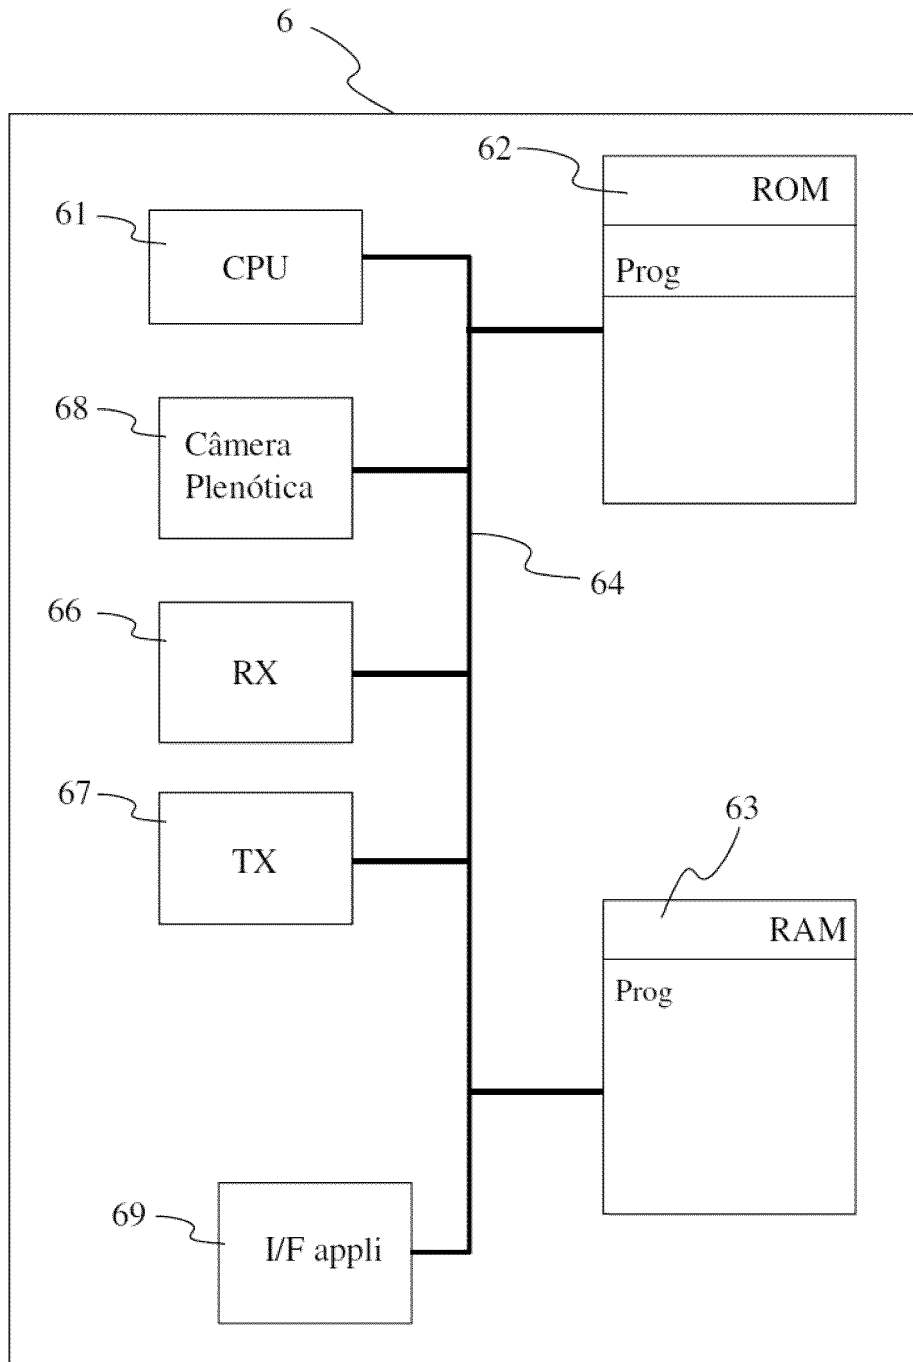 6
62
ROM
61
CPU
Prog
68
Câmera
Plenótica
64
66
RX
67
TX
63
RAM
Prog
69
I/F appli